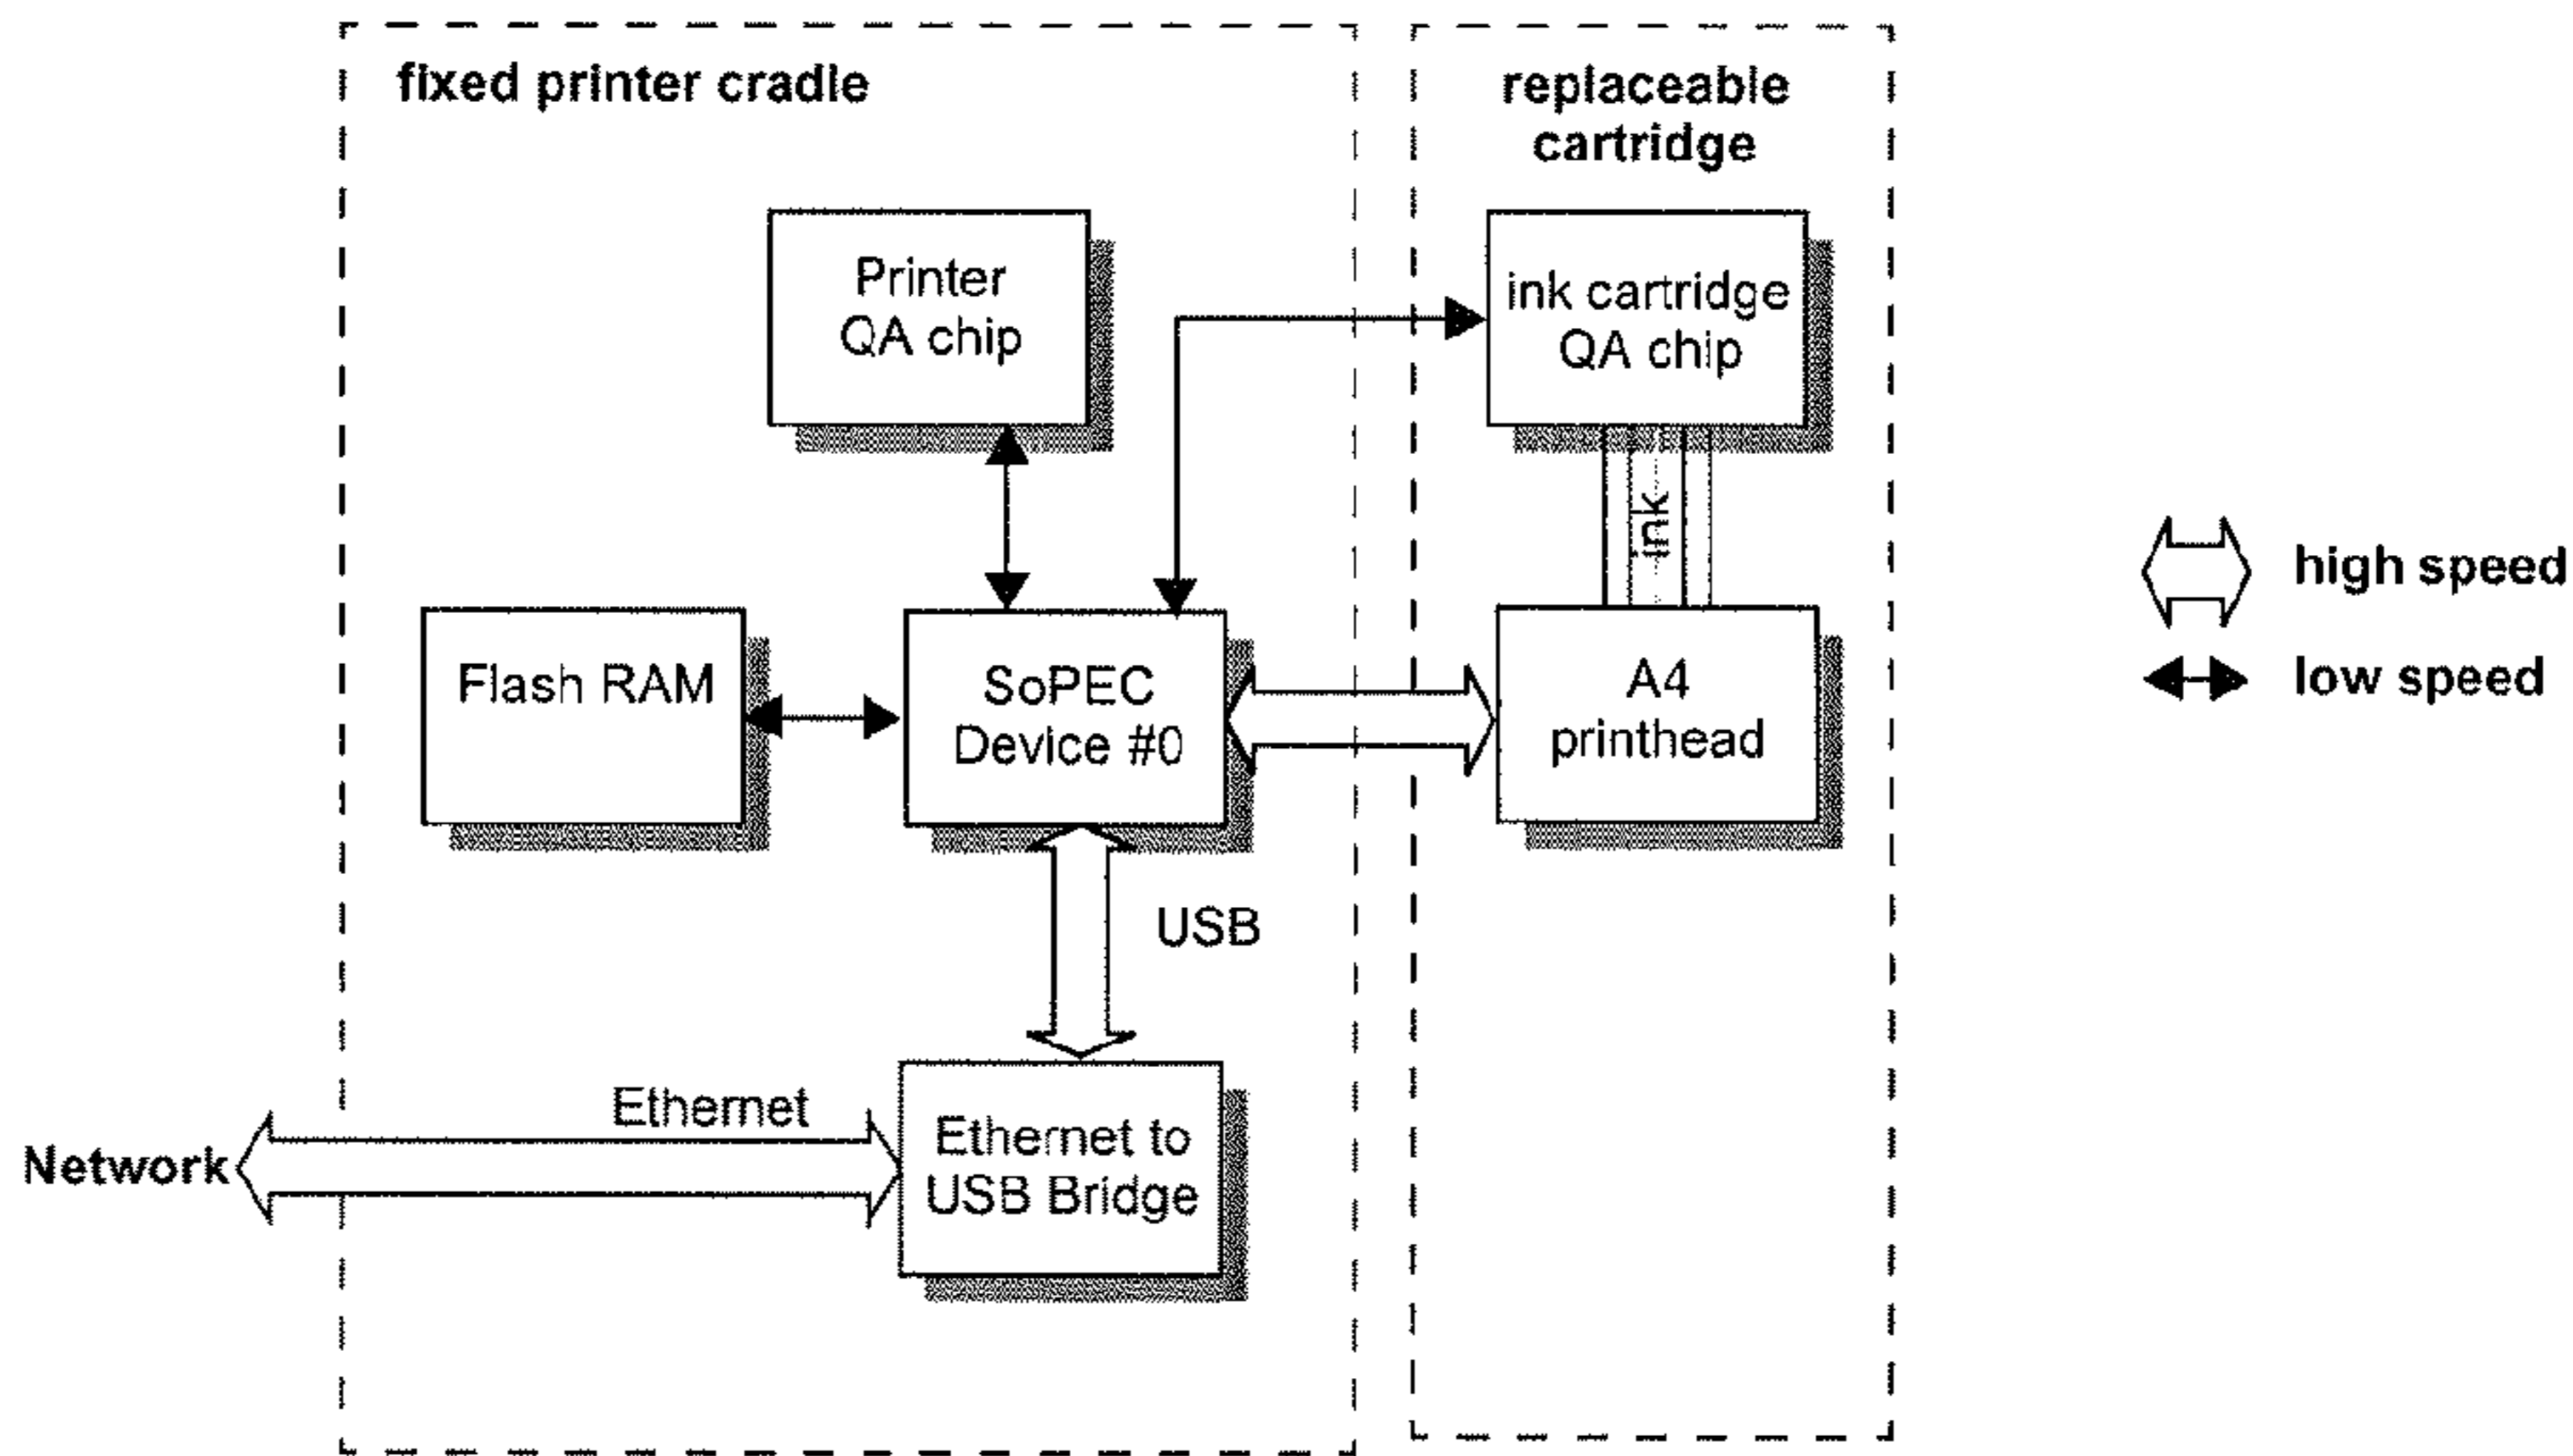 fixed printer cradle
replaceable
cartridge
Printer
QA chip
ink cartridge
QA chip
ink
Flash RAM
SoPEC
Device #0
A4
printhead
high speed
low speed
USB
Ethernet
Network
Ethernet to
USB Bridge